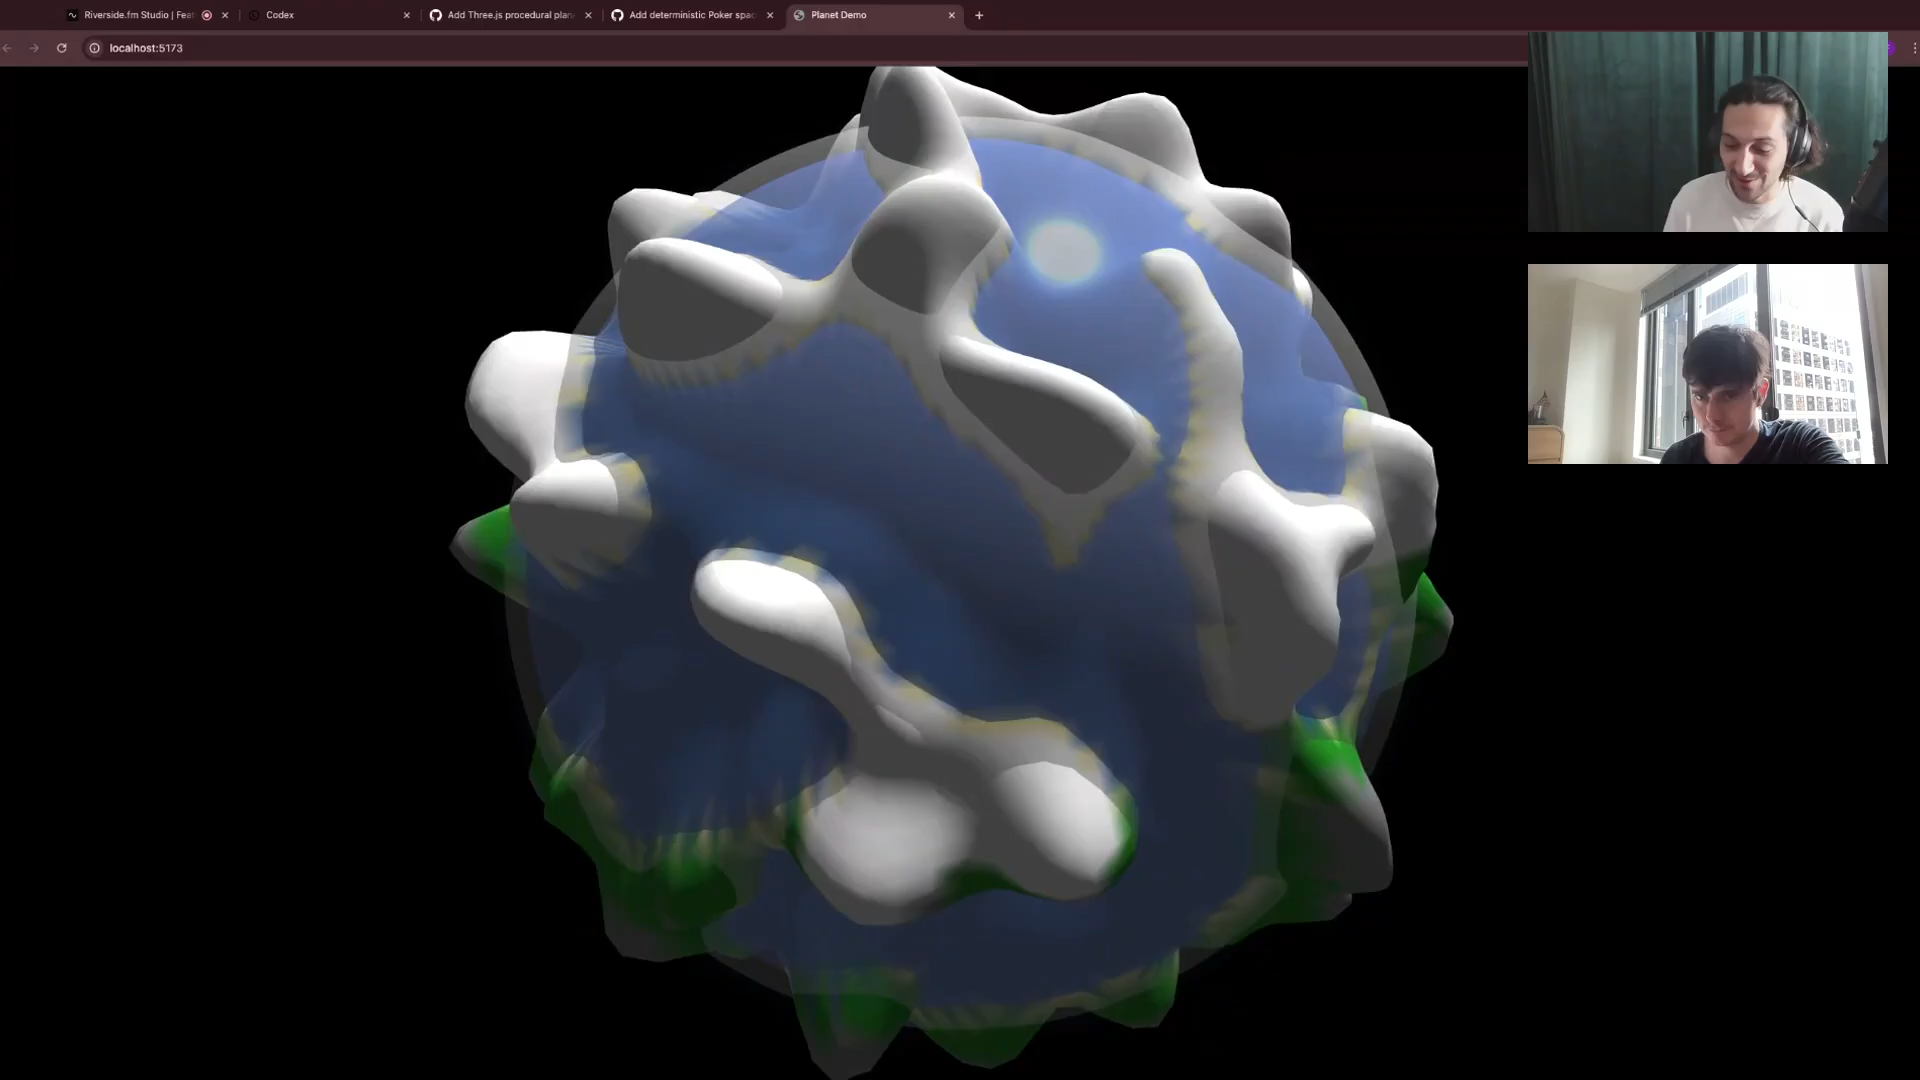 Riverside.fm Studio | Feat
Codex
Add Three.js procedural plan
Add deterministic Poker spac
Planet Demo
localhost:5173